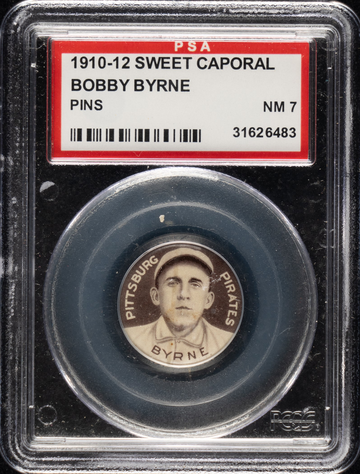 PSA
1910-12 SWEET CAPORAL
BOBBY BYRNE
PINS NM 7
31626483
PITTSBURG PIRATES
BYRNE